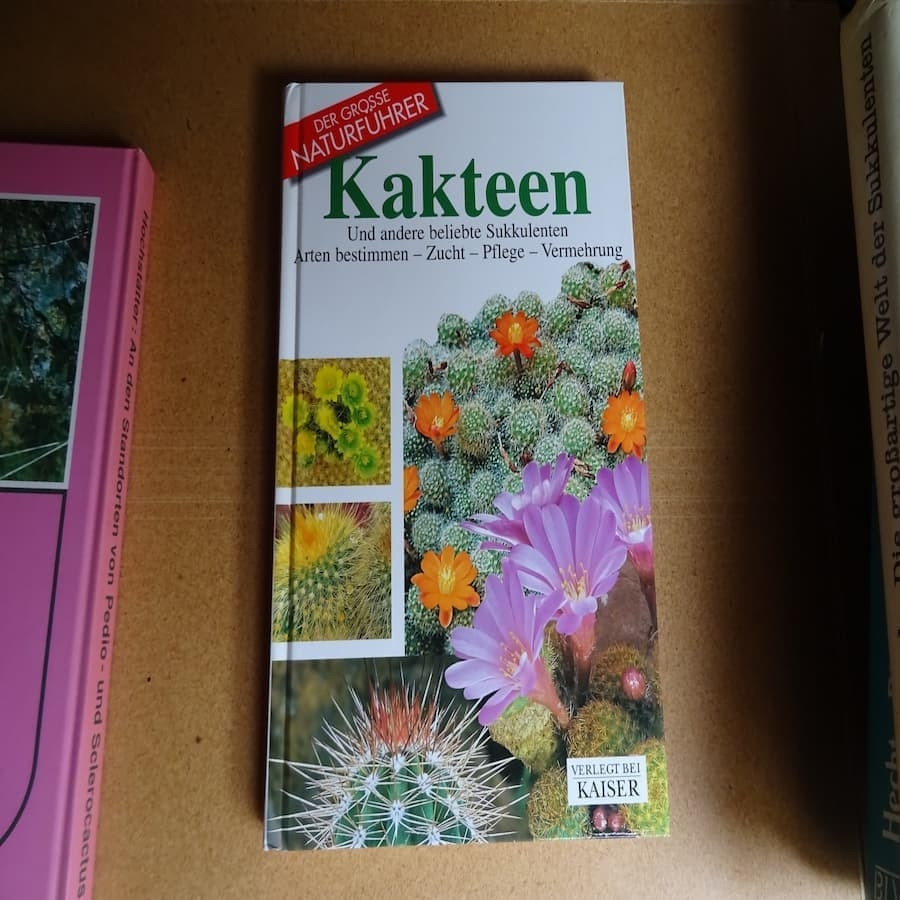 DER GROSSE
NATURFÜHRER
Kakteen
Und andere beliebte Sukkulenten
Arten bestimmen – Zucht – Pflege – Vermehrung
VERLEGT BEI
KAISER
Hochstätter: An den Standorten von Pedio- und Sclerocactus
Die großartige Welt der Sukkulenten